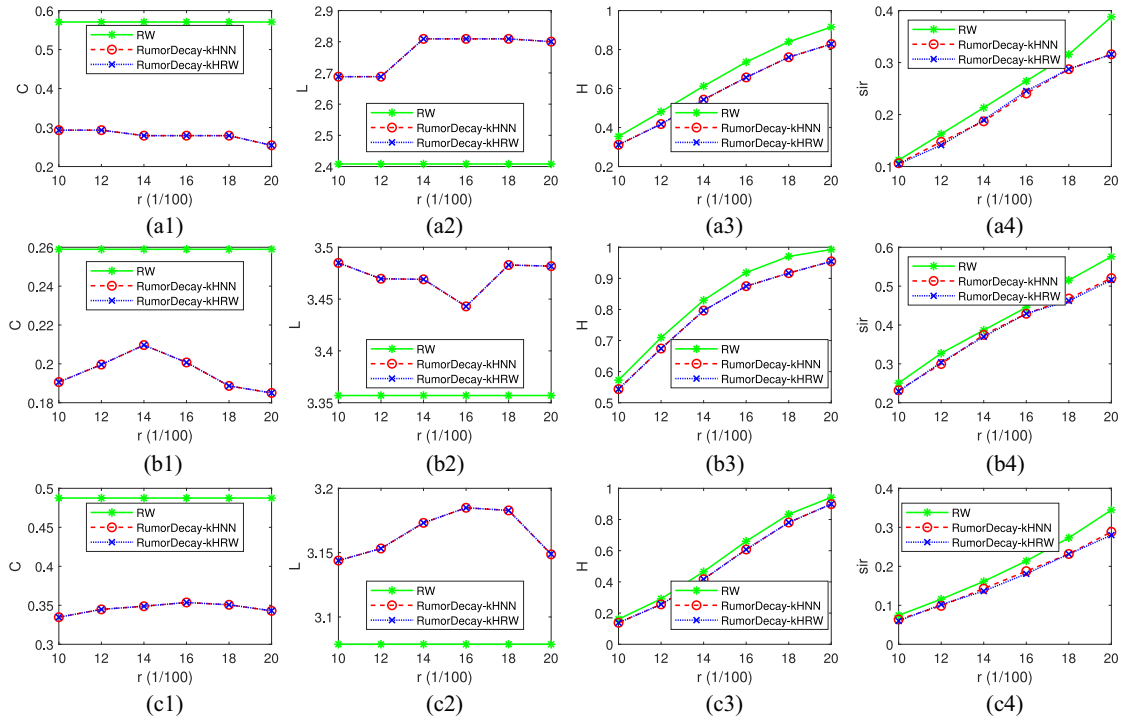 0.6
0.5
0.4
0.3
0.2
C
RW
RumorDecay-kHNN
RumorDecay-kHRW
10 12 14 16 18 20
r (1/100)
(a1)
2.9
2.8
2.7
2.6
2.5
2.4
L
RW
RumorDecay-kHNN
RumorDecay-kHRW
10 12 14 16 18 20
r (1/100)
(a2)
1
0.8
0.6
0.4
0.2
H
RW
RumorDecay-kHNN
RumorDecay-kHRW
10 12 14 16 18 20
r (1/100)
(a3)
0.4
0.3
0.2
0.1
sir
RW
RumorDecay-kHNN
RumorDecay-kHRW
10 12 14 16 18 20
r (1/100)
(a4)
0.26
0.24
0.22
0.2
0.18
C
RW
RumorDecay-kHNN
RumorDecay-kHRW
10 12 14 16 18 20
r (1/100)
(b1)
3.5
3.45
3.4
3.35
L
RW
RumorDecay-kHNN
RumorDecay-kHRW
10 12 14 16 18 20
r (1/100)
(b2)
1
0.9
0.8
0.7
0.6
0.5
H
RW
RumorDecay-kHNN
RumorDecay-kHRW
10 12 14 16 18 20
r (1/100)
(b3)
0.6
0.5
0.4
0.3
0.2
sir
RW
RumorDecay-kHNN
RumorDecay-kHRW
10 12 14 16 18 20
r (1/100)
(b4)
0.5
0.45
0.4
0.35
0.3
C
RW
RumorDecay-kHNN
RumorDecay-kHRW
10 12 14 16 18 20
r (1/100)
(c1)
3.2
3.15
3.1
L
RW
RumorDecay-kHNN
RumorDecay-kHRW
10 12 14 16 18 20
r (1/100)
(c2)
1
0.8
0.6
0.4
0.2
0
H
RW
RumorDecay-kHNN
RumorDecay-kHRW
10 12 14 16 18 20
r (1/100)
(c3)
0.4
0.3
0.2
0.1
0
sir
RW
RumorDecay-kHNN
RumorDecay-kHRW
10 12 14 16 18 20
r (1/100)
(c4)